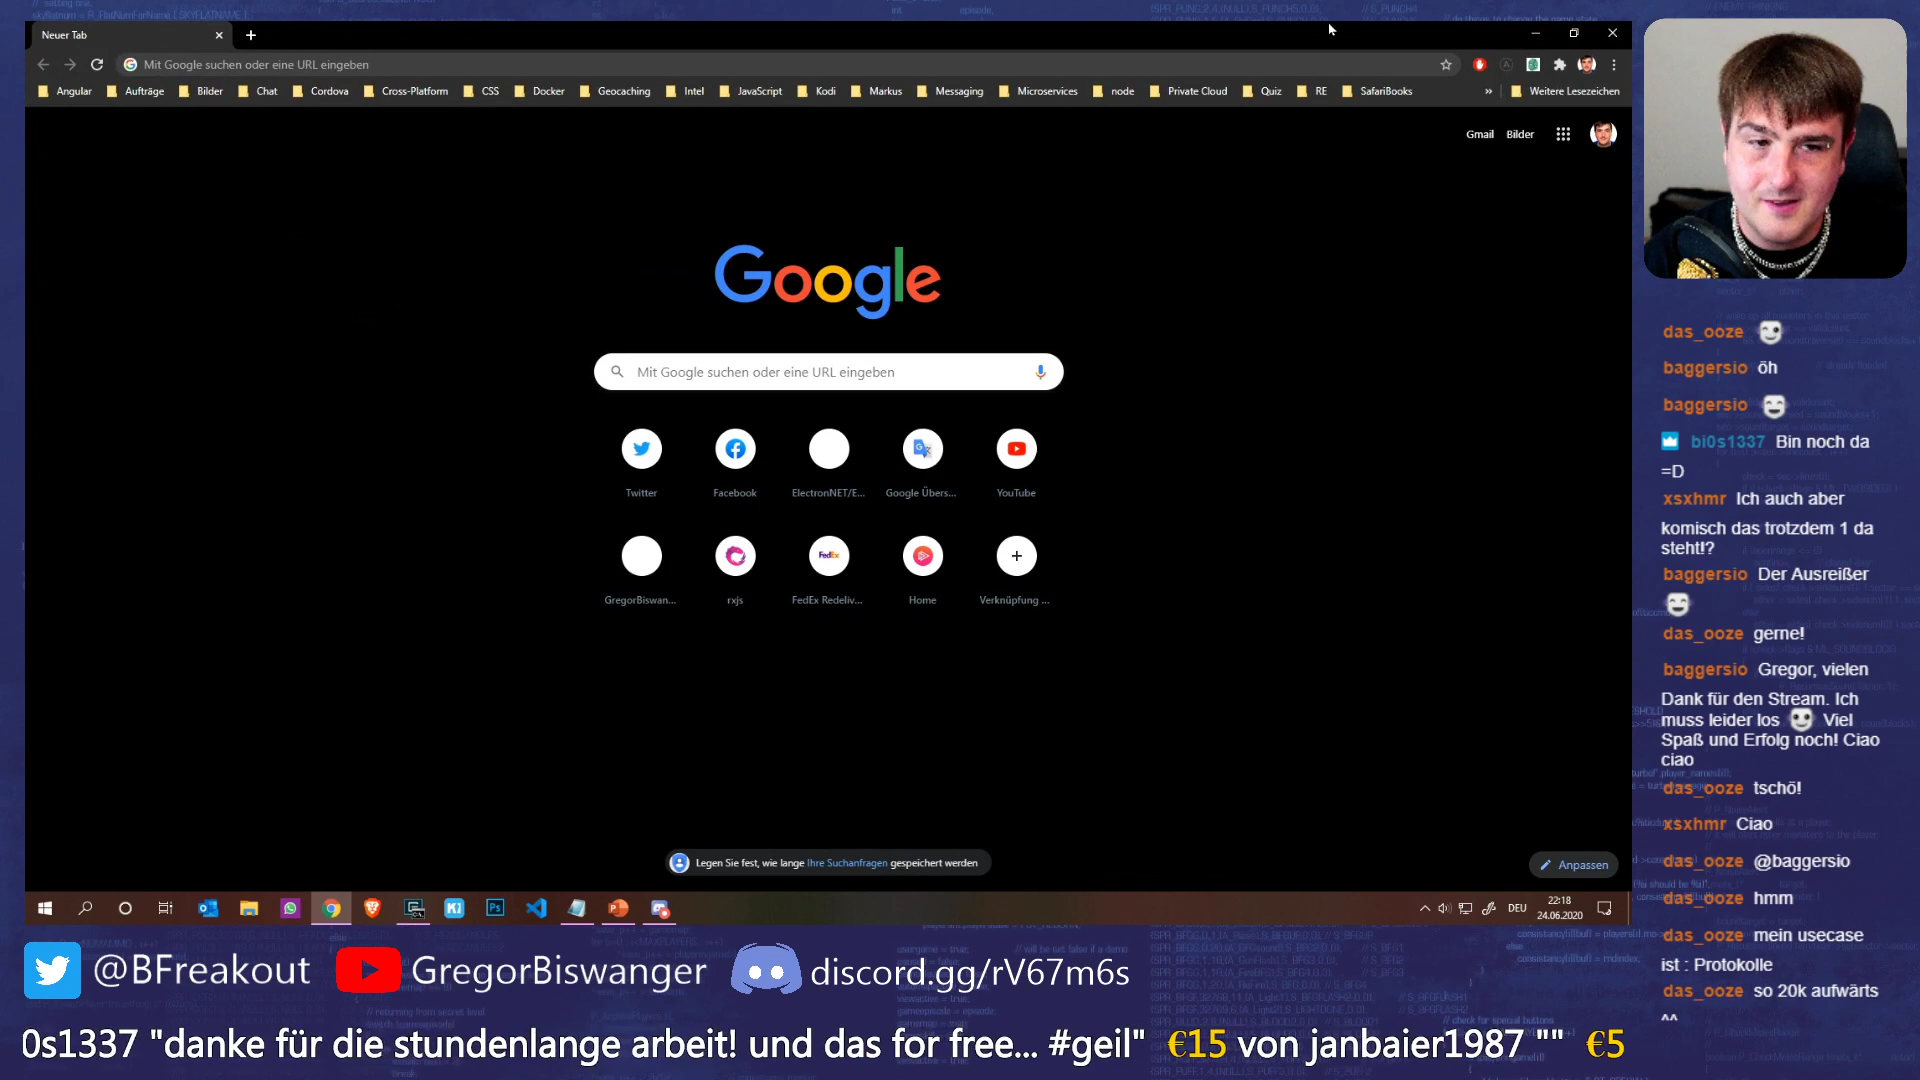 Neuer Tab
Mit Google suchen oder eine URL eingeben
Angular Aufträge Bilder Chat Cordova Cross-Platform CSS Docker Geocaching Intel JavaScript Kodi Markus Messaging Microservices node Private Cloud Quiz RE SafariBooks » Weitere Lesezeichen
Gmail Bilder
Google
Mit Google suchen oder eine URL eingeben
Twitter Facebook ElectronNET/E... Google Übers... YouTube
GregorBiswan... rxjs FedEx Redeliv... Home Verknüpfung ...
FedEx
Legen Sie fest, wie lange Ihre Suchanfragen gespeichert werden
Anpassen
DEU
22:18
24.06.2020
das_ooze
baggersio öh
baggersio
bi0s1337 Bin noch da
=D
xsxhmr Ich auch aber
komisch das trotzdem 1 da
steht!?
baggersio Der Ausreißer
das_ooze gerne!
baggersio Gregor, vielen
Dank für den Stream. Ich
muss leider los Viel
Spaß und Erfolg noch! Ciao
ciao
das_ooze tschö!
xsxhmr Ciao
das_ooze @baggersio
das_ooze hmm
das_ooze mein usecase
ist : Protokolle
das_ooze so 20k aufwärts
^^
@BFreakout GregorBiswanger discord.gg/rV67m6s
0s1337 "danke für die stundenlange arbeit! und das for free... #geil" €15 von janbaier1987 "" €5